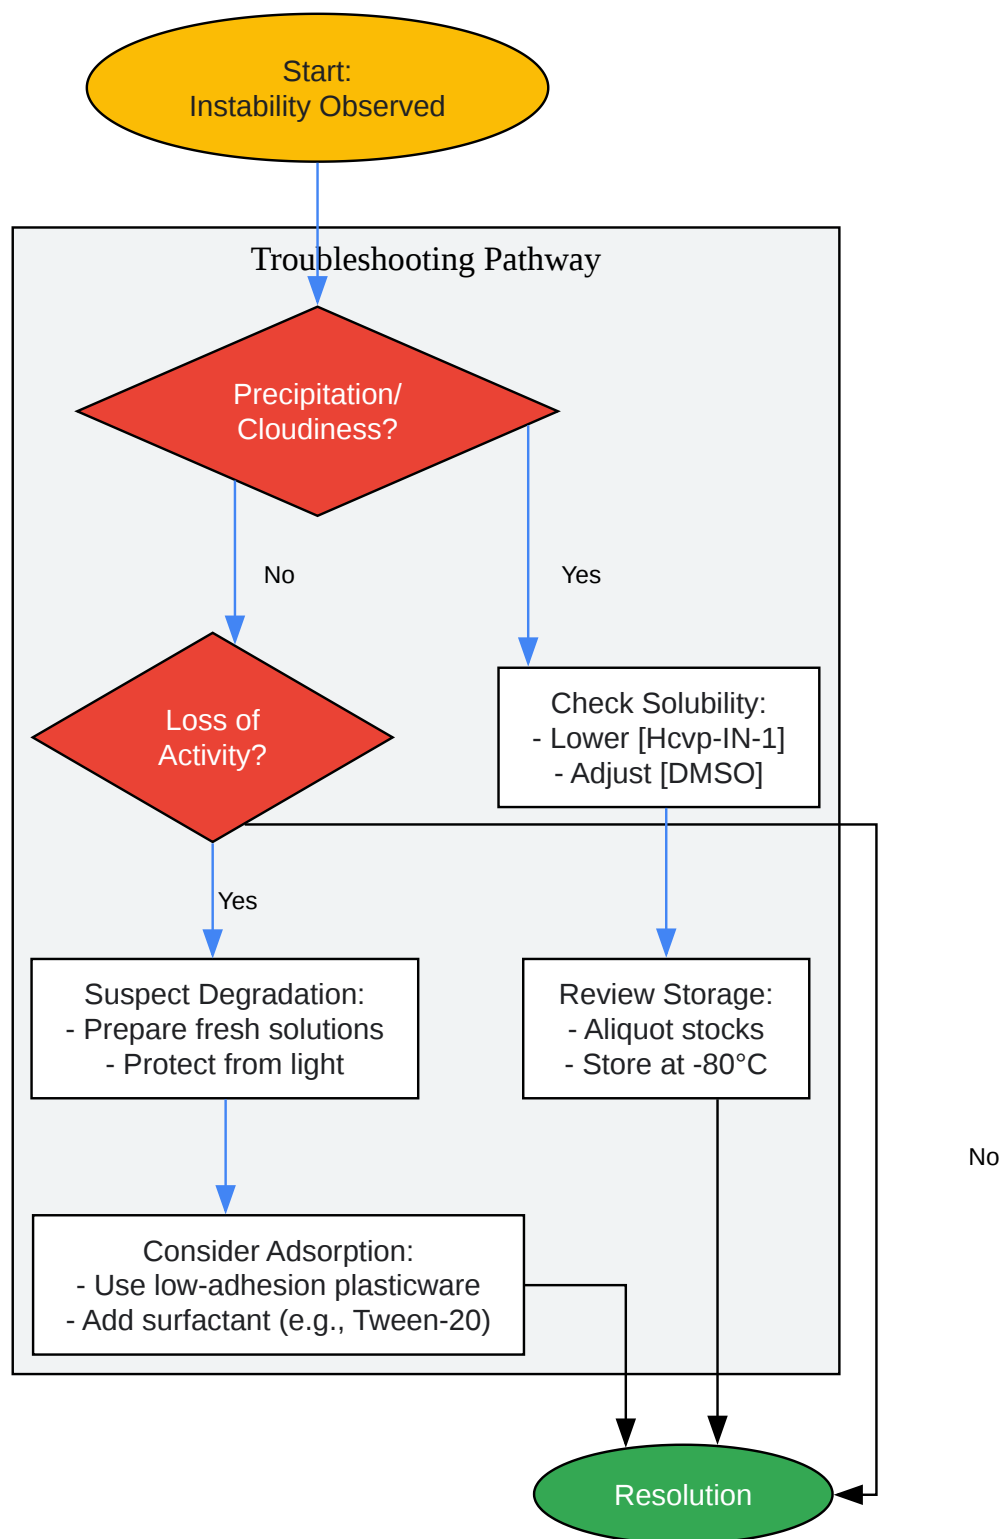 Start:
Instability Observed
Troubleshooting Pathway
Precipitation/
Cloudiness?
No
Yes
Loss of
Activity?
Check Solubility:
- Lower [Hcvp-IN-1]
- Adjust [DMSO]
Yes
Suspect Degradation:
- Prepare fresh solutions
- Protect from light
Review Storage:
- Aliquot stocks
- Store at -80°C
No
Consider Adsorption:
- Use low-adhesion plasticware
- Add surfactant (e.g., Tween-20)
Resolution